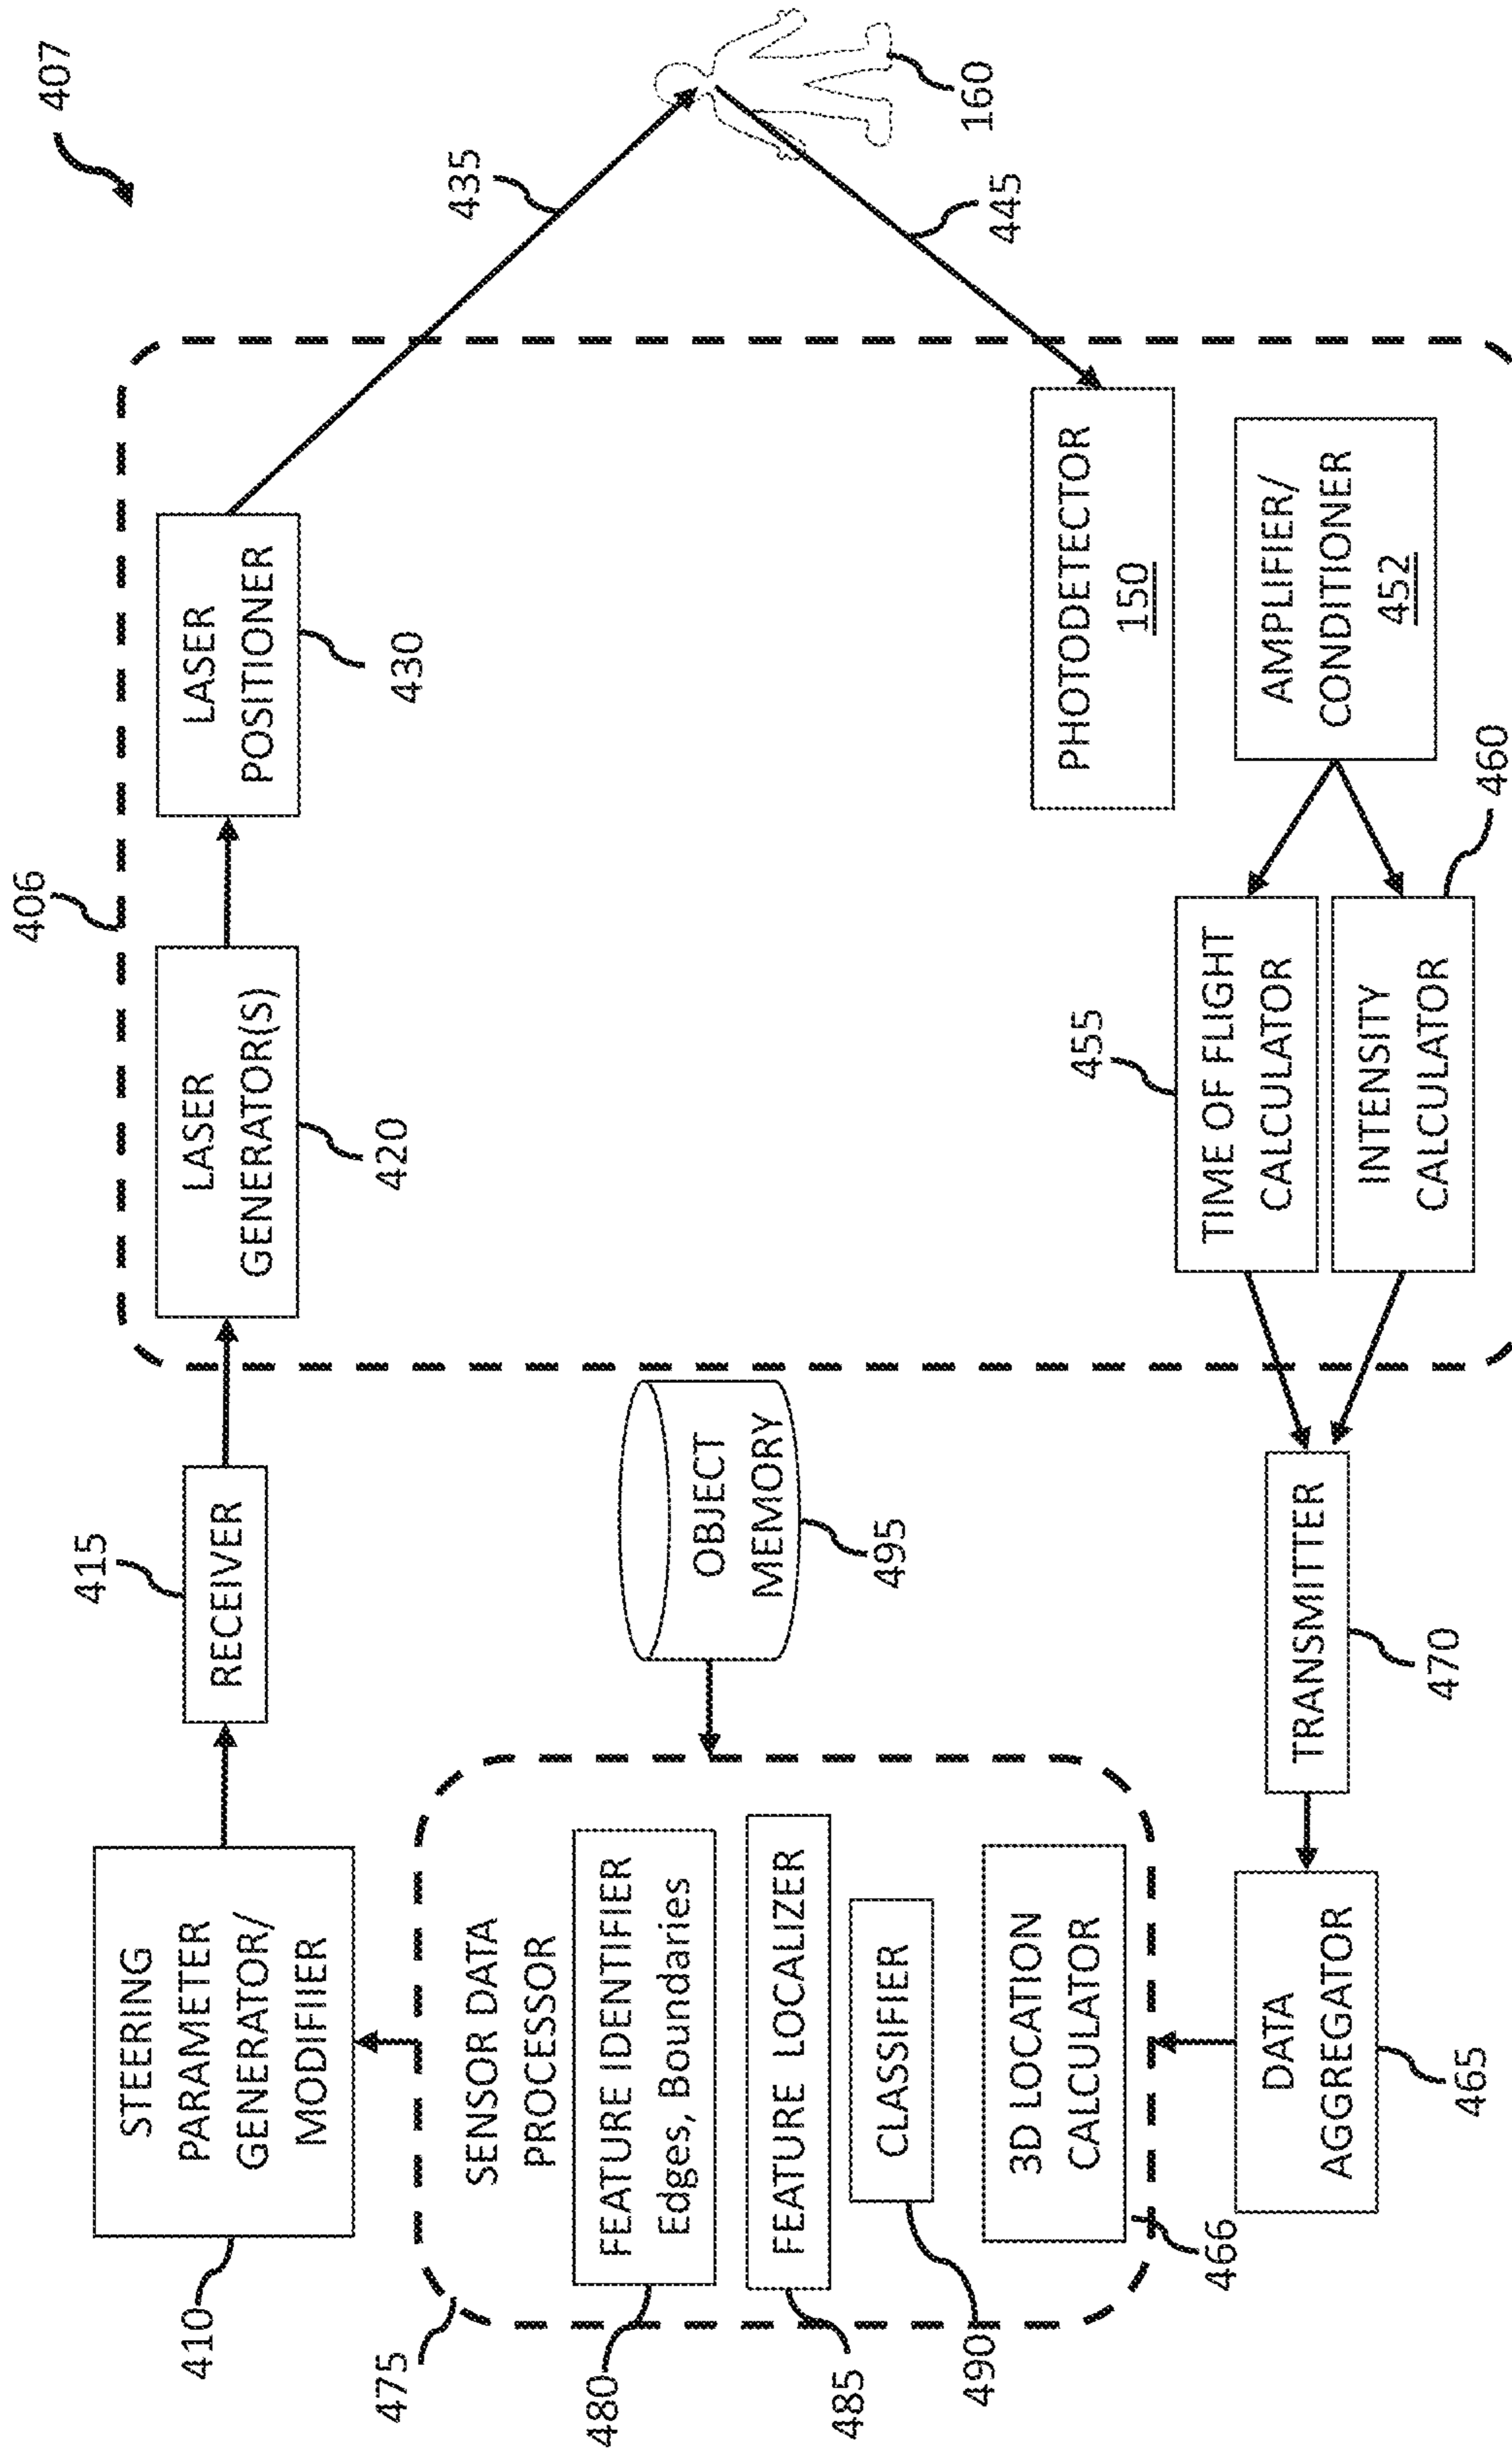 407
406
STEERING
PARAMETER
GENERATOR/
MODIFIIER
410
RECEIVER
415
LASER
GENERATOR(S)
420
LASER
POSITIONER
430
435
160
445
SENSOR DATA
PROCESSOR
475
FEATURE IDENTIFIER
Edges, Boundaries
480
FEATURE LOCALIZER
485
CLASSIFIER
490
3D LOCATION
CALCULATOR
466
OBJECT
MEMORY
495
DATA
AGGREGATOR
465
TRANSMITTER
470
TIME OF FLIGHT
CALCULATOR
455
INTENSITY
CALCULATOR
460
PHOTODETECTOR
150
AMPLIFIER/
CONDITIONER
452